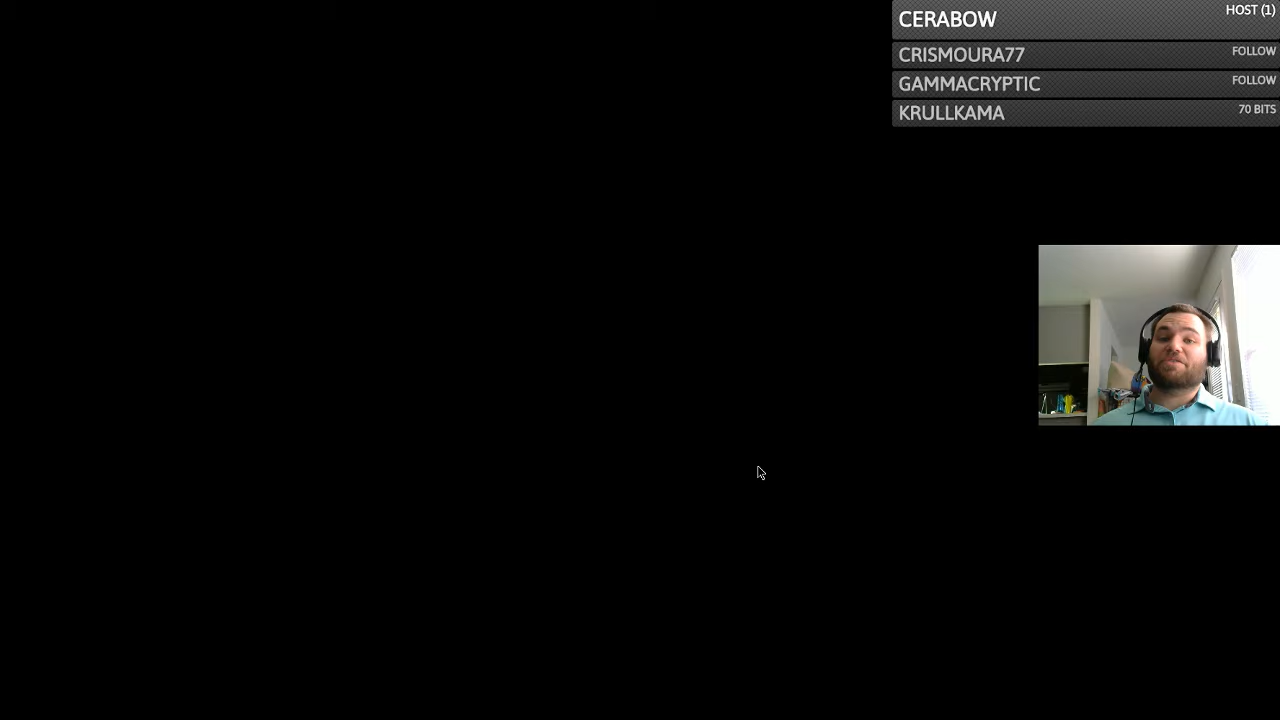 CERABOW HOST (1)
CRISMOURA77 FOLLOW
GAMMACRYPTIC FOLLOW
KRULLKAMA 70 BITS